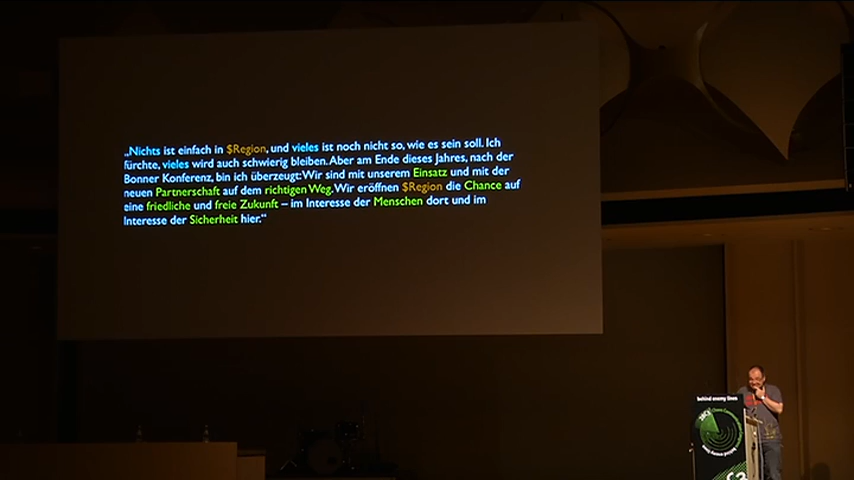 „Nichts ist einfach in $Region, und vieles ist noch nicht so, wie es sein soll. Ich
fürchte, vieles wird auch schwierig bleiben. Aber am Ende dieses Jahres, nach der
Bonner Konferenz, bin ich überzeugt: Wir sind mit unserem Einsatz und mit der
neuen Partnerschaft auf dem richtigen Weg. Wir eröffnen $Region die Chance auf
eine friedliche und freie Zukunft – im Interesse der Menschen dort und im
Interesse der Sicherheit hier.“
behind enemy lines